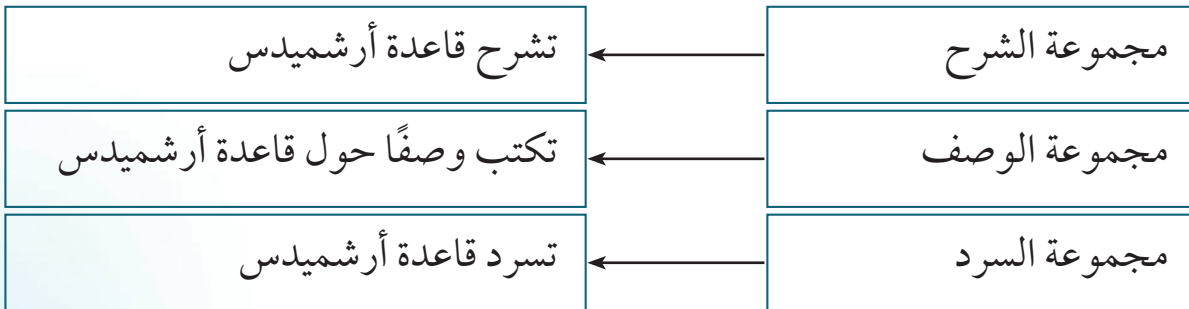 مجموعة الشرح
تشرح قاعدة أرشميدس
مجموعة الوصف
تكتب وصفًا حول قاعدة أرشميدس
مجموعة السرد
تسرد قاعدة أرشميدس